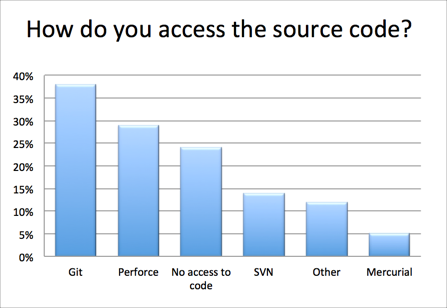 How do you access the source code?
40%
35%
30%
25%
20%
15%
10%
5%
0%
Git
Perforce
No access to
code
SVN
Other
Mercurial